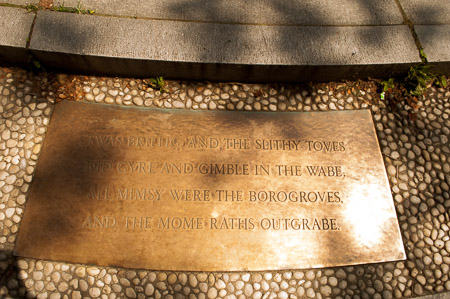 'TWAS BRILLIG, AND THE SLITHY TOVES
DID GYRE AND GIMBLE IN THE WABE,
ALL MIMSY WERE THE BOROGROVES,
AND THE MOME RATHS OUTGRABE.